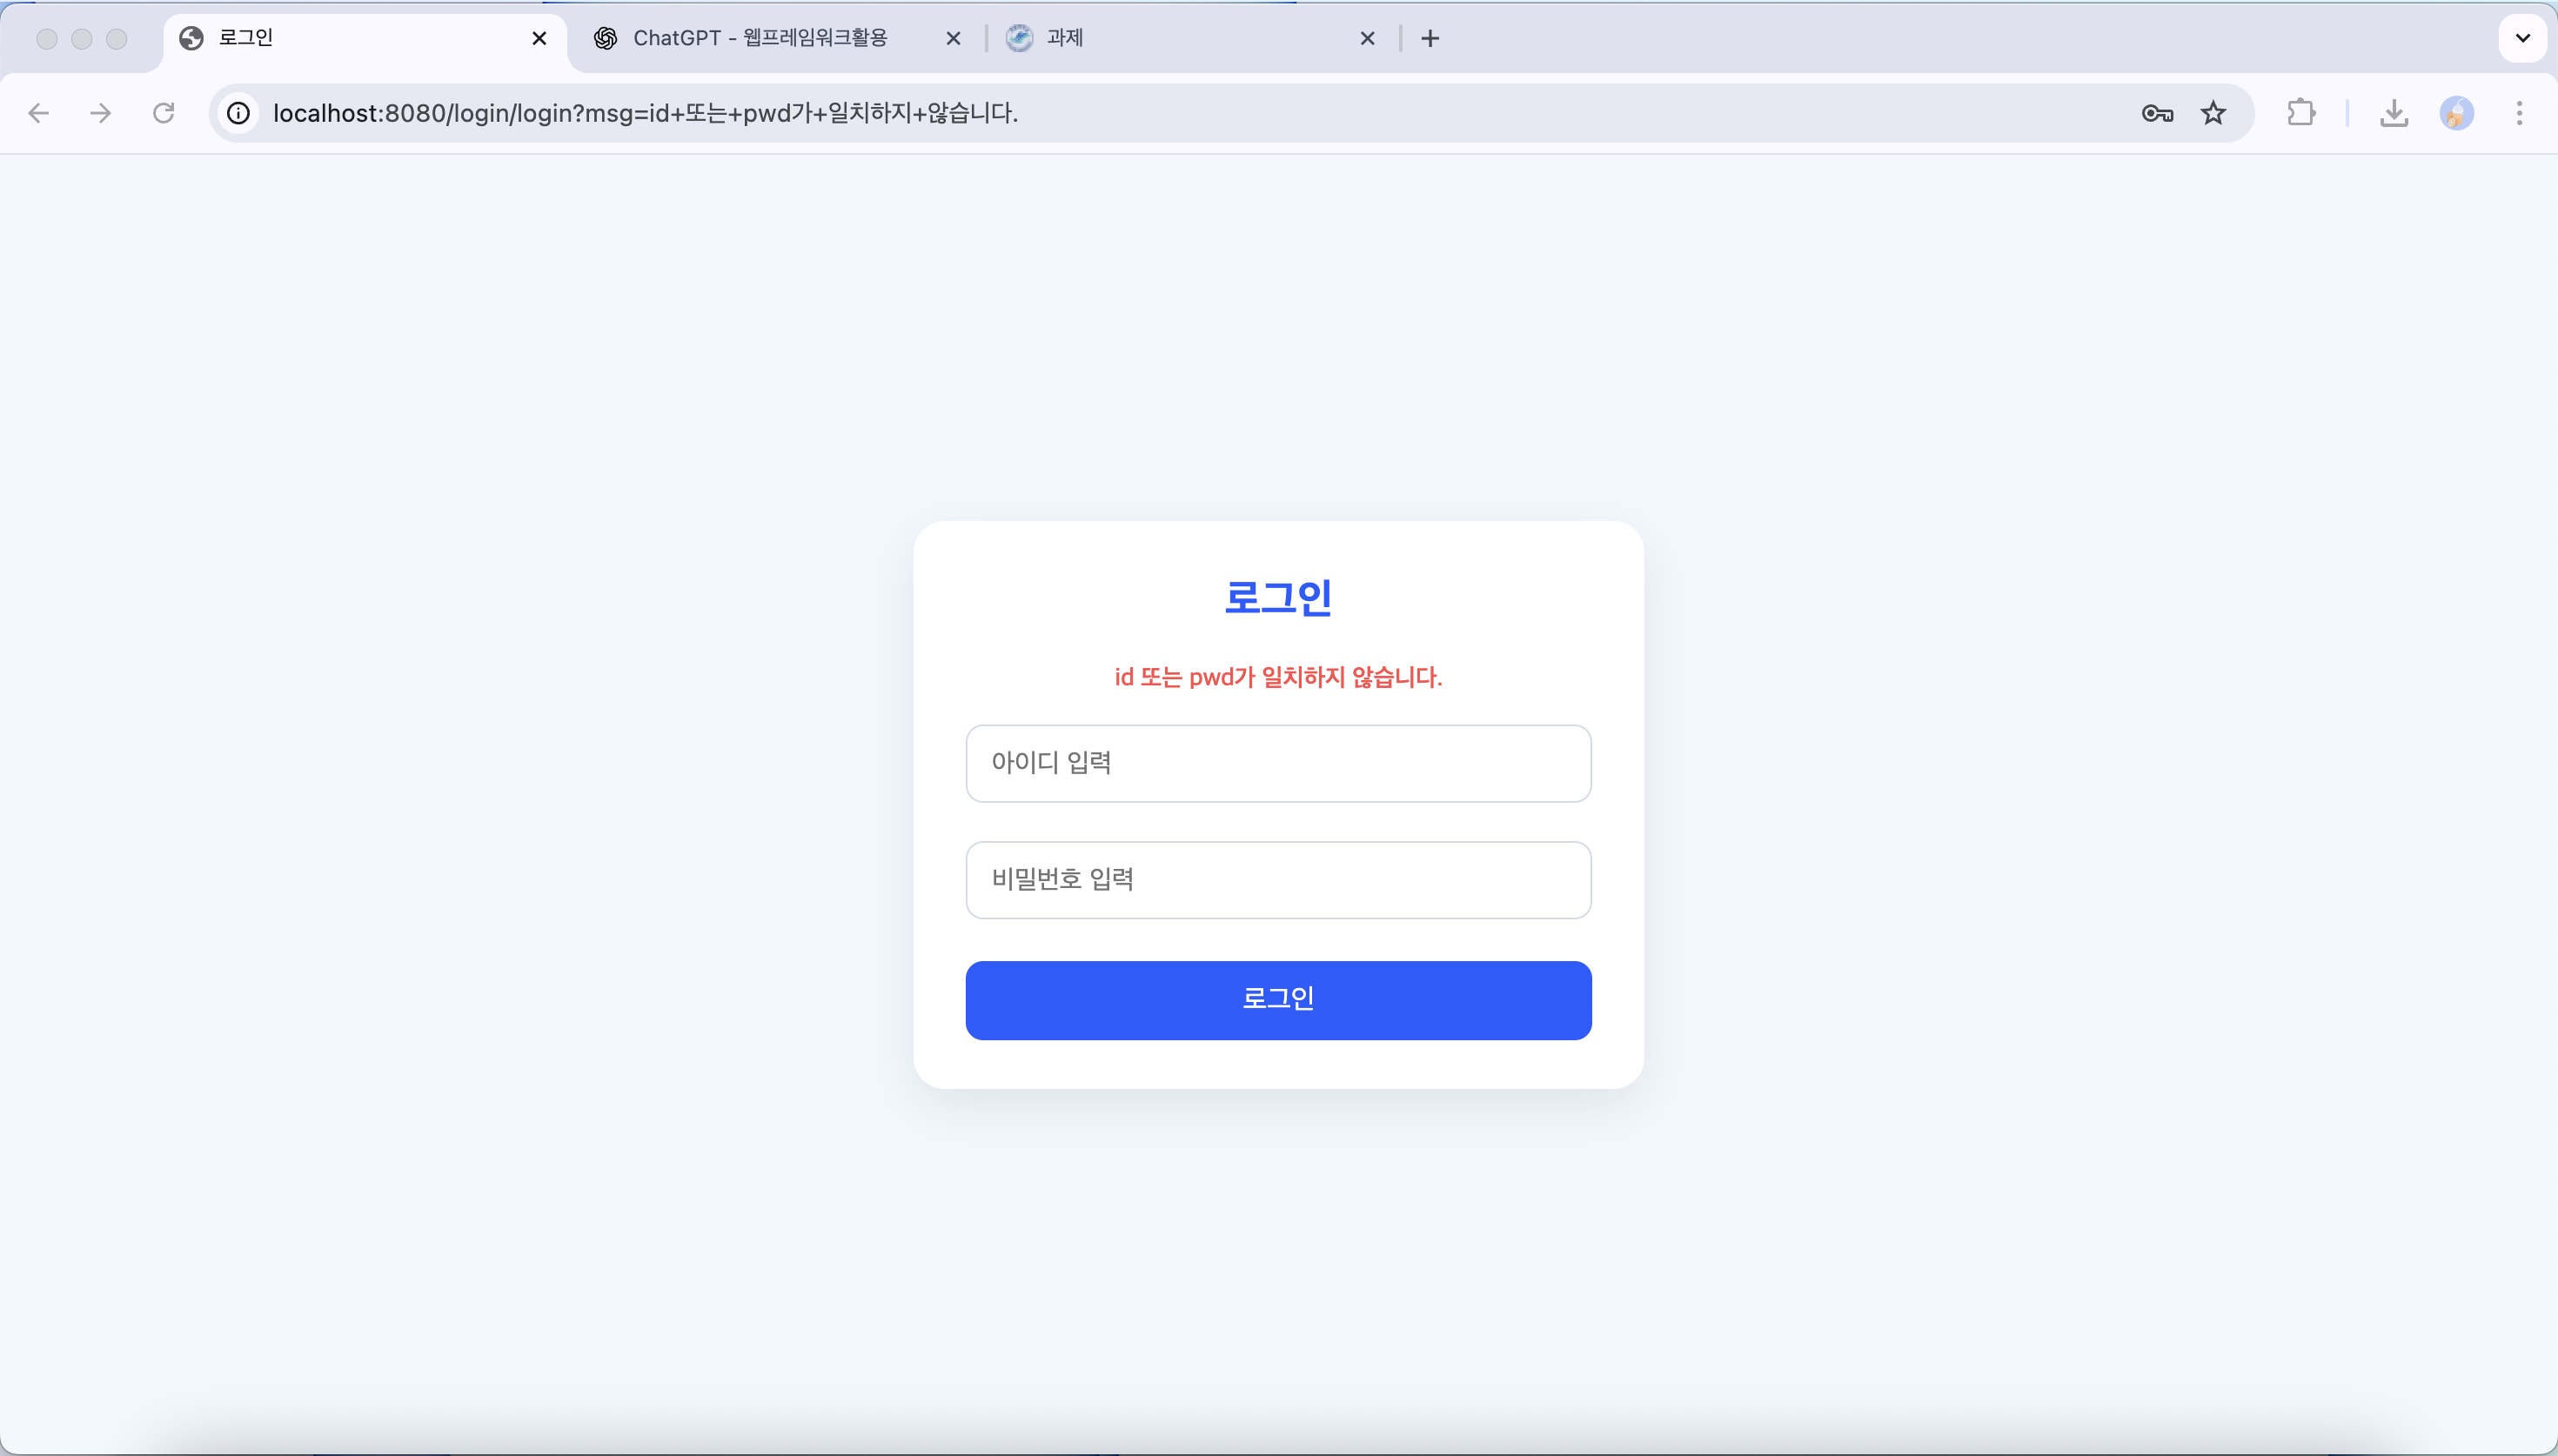 로그인
ChatGPT - 웹프레임워크활용
과제
localhost:8080/login/login?msg=id+또는+pwd가+일치하지+않습니다.
로그인
id 또는 pwd가 일치하지 않습니다.
아이디 입력
비밀번호 입력
로그인